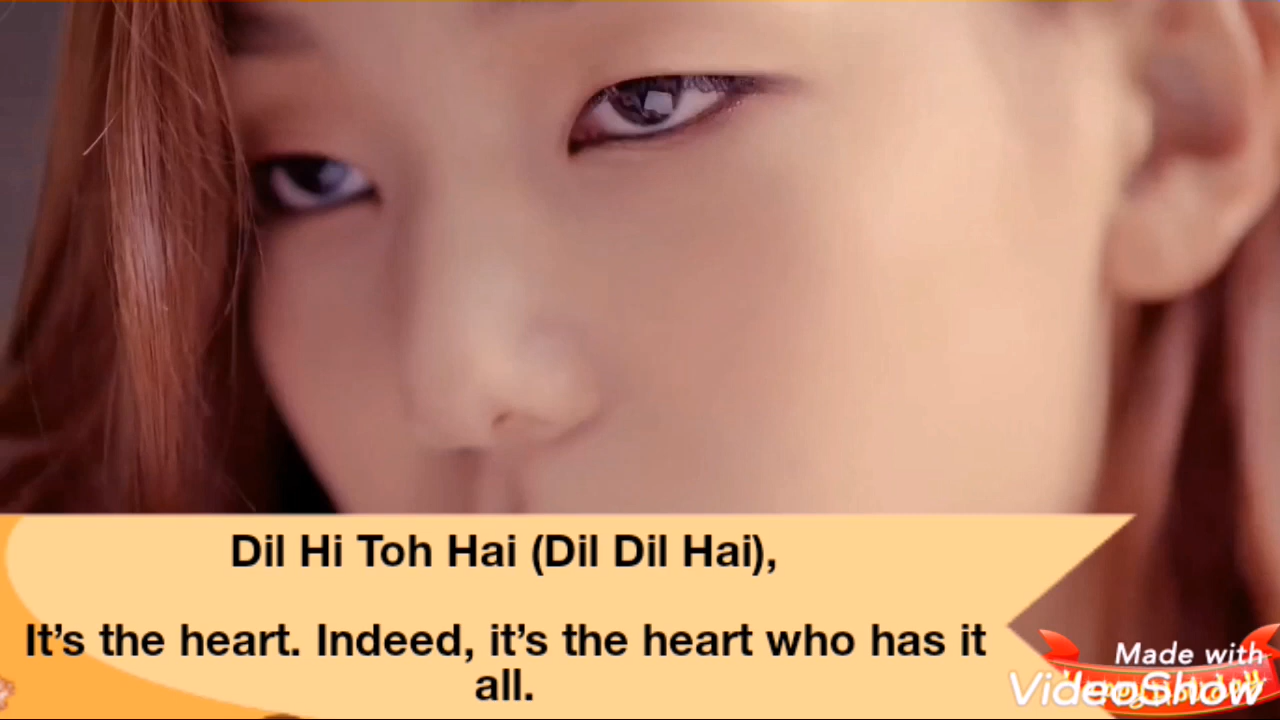 Dil Hi Toh Hai (Dil Dil Hai),
It’s the heart. Indeed, it’s the heart who has it
all.
Made with
VideoShow